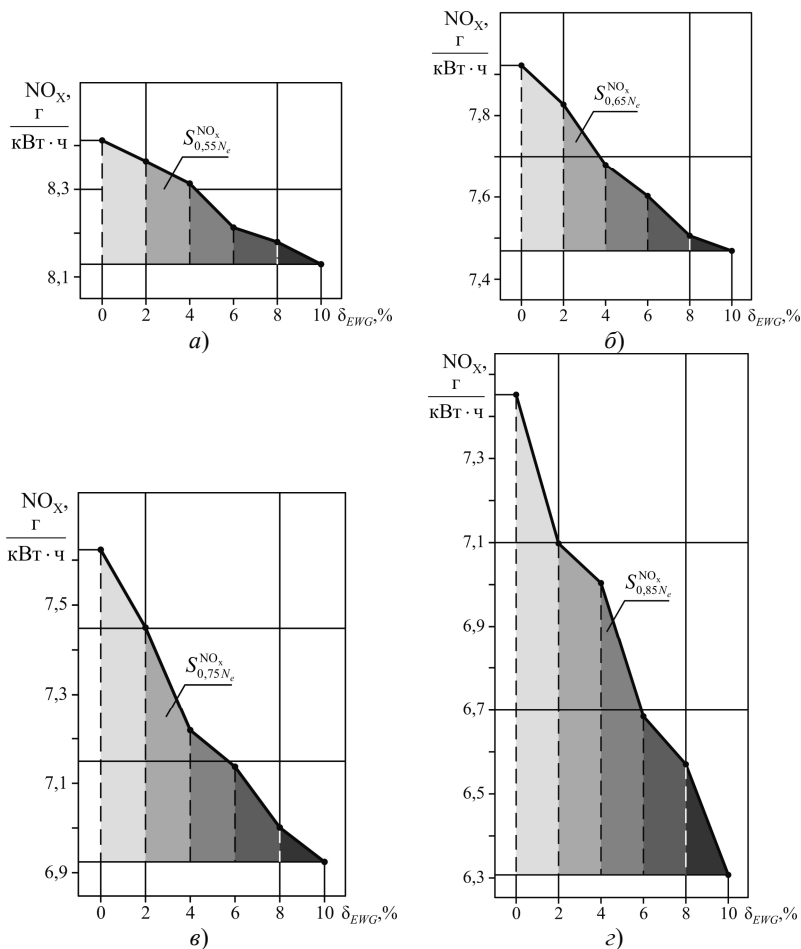 NOX,
г
кВт · ч
8,3
8,1
S NOx 0,55Ne
0 2 4 6 8 10 δEWG,%
а)
NOX,
г
кВт · ч
7,8
7,6
7,4
S NOx 0,65Ne
0 2 4 6 8 10 δEWG,%
б)
NOX,
г
кВт · ч
7,5
7,3
7,1
6,9
S NOx 0,75Ne
0 2 4 6 8 10 δEWG,%
в)
NOX,
г
кВт · ч
7,3
7,1
6,9
6,7
6,5
6,3
S NOx 0,85Ne
0 2 4 6 8 10 δEWG,%
г)